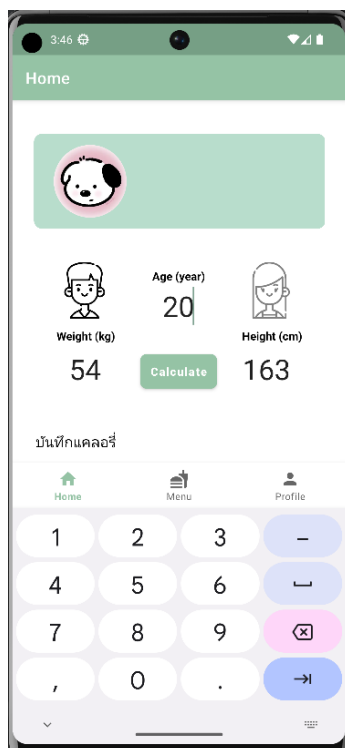 3:46
Home
Age (year)
20
Weight (kg)
Height (cm)
54
Calculate
163
บันทึกแคลอรี่
Home
Menu
Profile
1 2 3 –
4 5 6
7 8 9
, 0 .